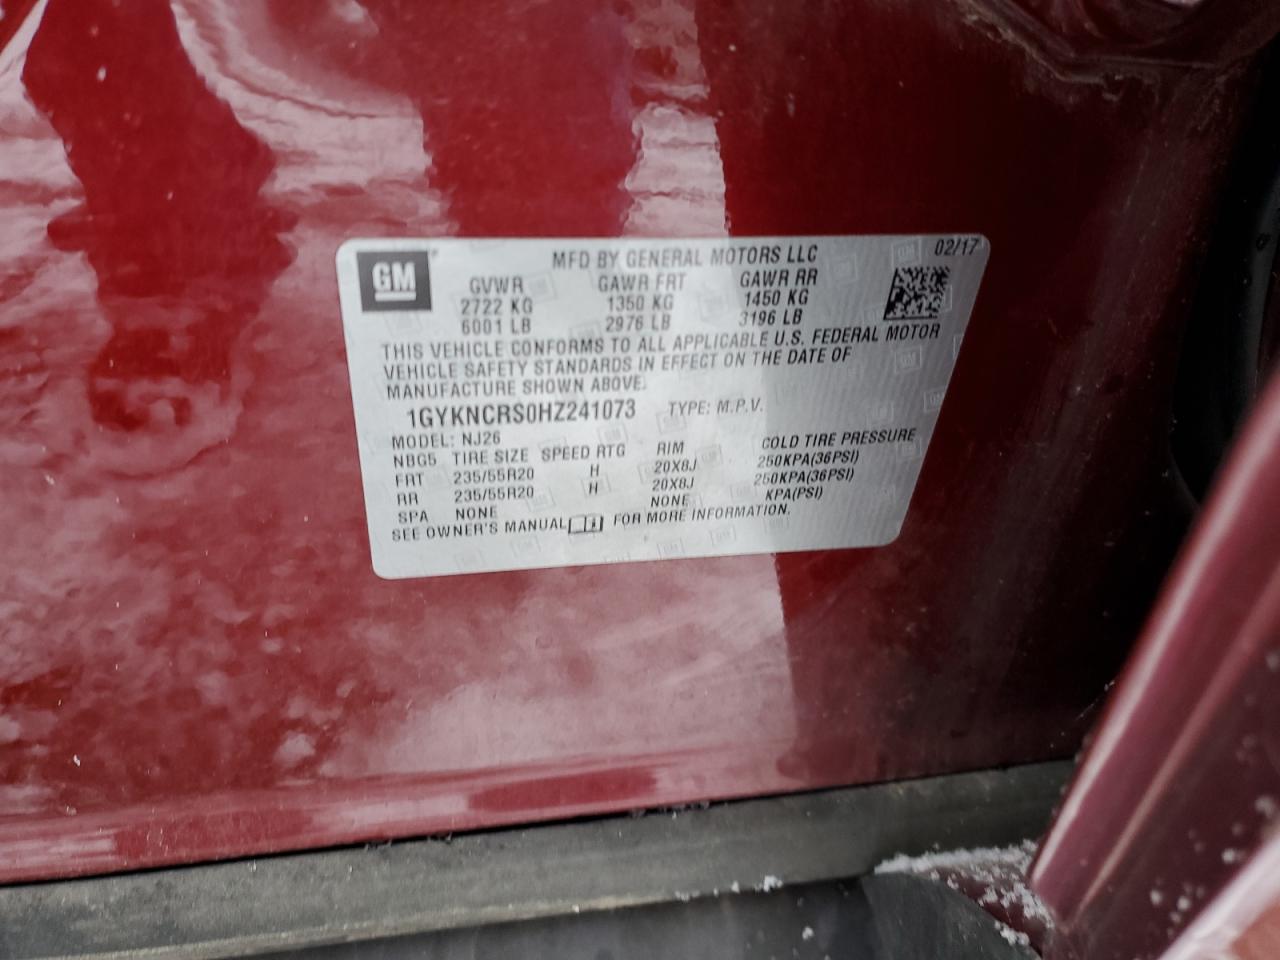 GM
MFD BY GENERAL MOTORS LLC 02/17
GVWR GAWR FRT GAWR RR
2722 KG 1350 KG 1450 KG
6001 LB 2976 LB 3196 LB
THIS VEHICLE CONFORMS TO ALL APPLICABLE U.S. FEDERAL MOTOR
VEHICLE SAFETY STANDARDS IN EFFECT ON THE DATE OF
MANUFACTURE SHOWN ABOVE.
1GYKNCRS0HZ241073 TYPE: M.P.V.
MODEL: NJ26
NBG5 TIRE SIZE SPEED RTG RIM COLD TIRE PRESSURE
FRT 235/55R20 H 20X8J 250KPA(36PSI)
RR 235/55R20 H 20X8J 250KPA(36PSI)
SPA NONE NONE KPA(PSI)
SEE OWNER'S MANUAL FOR MORE INFORMATION.